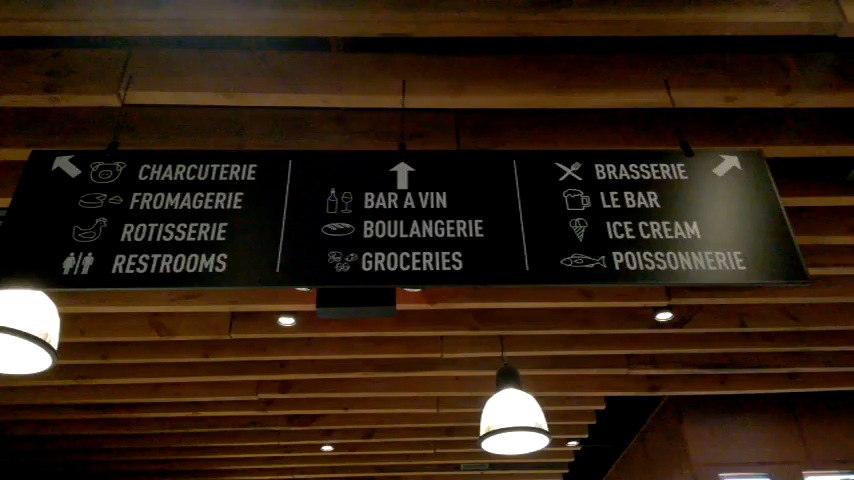 CHARCUTERIE
FROMAGERIE
ROTISSERIE
RESTROOMS
BAR A VIN
BOULANGERIE
GROCERIES
BRASSERIE
LE BAR
ICE CREAM
POISSONNERIE